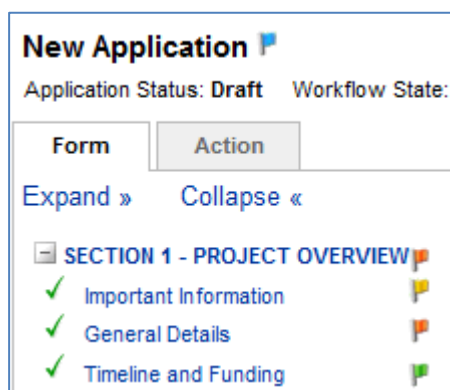 New Application
Application Status: Draft Workflow State:
Form Action
Expand » Collapse «
SECTION 1 - PROJECT OVERVIEW
Important Information
General Details
Timeline and Funding